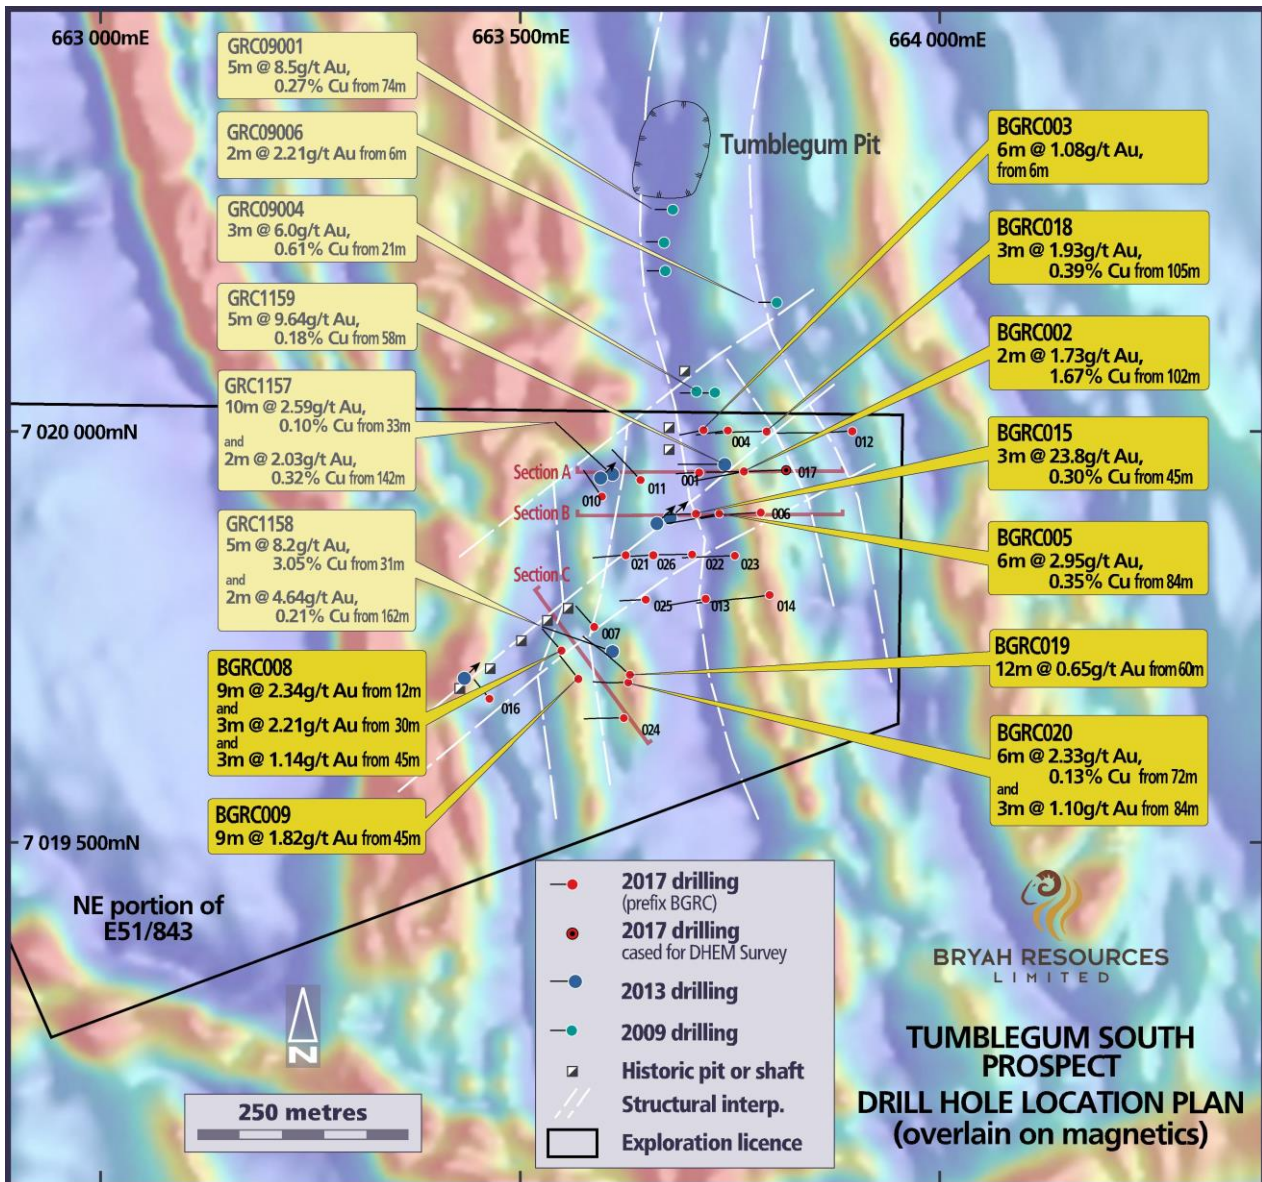 663 000mE
663 500mE
664 000mE
GRC09001
5m @ 8.5g/t Au,
0.27% Cu from 74m
GRC09006
2m @ 2.21g/t Au from 6m
GRC09004
3m @ 6.0g/t Au,
0.61% Cu from 21m
GRC1159
5m @ 9.64g/t Au,
0.18% Cu from 58m
GRC1157
10m @ 2.59g/t Au,
0.10% Cu from 33m
and
2m @ 2.03g/t Au,
0.32% Cu from 142m
GRC1158
5m @ 8.2g/t Au,
3.05% Cu from 31m
and
2m @ 4.64g/t Au,
0.21% Cu from 162m
BGRC008
9m @ 2.34g/t Au from 12m
and
3m @ 2.21g/t Au from 30m
and
3m @ 1.14g/t Au from 45m
BGRC009
9m @ 1.82g/t Au from 45m
Tumblegum Pit
BGRC003
6m @ 1.08g/t Au,
from 6m
BGRC018
3m @ 1.93g/t Au,
0.39% Cu from 105m
BGRC002
2m @ 1.73g/t Au,
1.67% Cu from 102m
BGRC015
3m @ 23.8g/t Au,
0.30% Cu from 45m
BGRC005
6m @ 2.95g/t Au,
0.35% Cu from 84m
BGRC019
12m @ 0.65g/t Au from 60m
BGRC020
6m @ 2.33g/t Au,
0.13% Cu from 72m
and
3m @ 1.10g/t Au from 84m
7 020 000mN
7 019 500mN
004
012
Section A
011
001
017
010
Section B
006
021
026
022
023
Section C
025
013
014
007
016
024
NE portion of
E51/843
N
250 metres
2017 drilling
(prefix BGRC)
2017 drilling
cased for DHEM Survey
2013 drilling
2009 drilling
Historic pit or shaft
Structural interp.
Exploration licence
BRYAH RESOURCES
LIMITED
TUMBLEGUM SOUTH
PROSPECT
DRILL HOLE LOCATION PLAN
(overlain on magnetics)